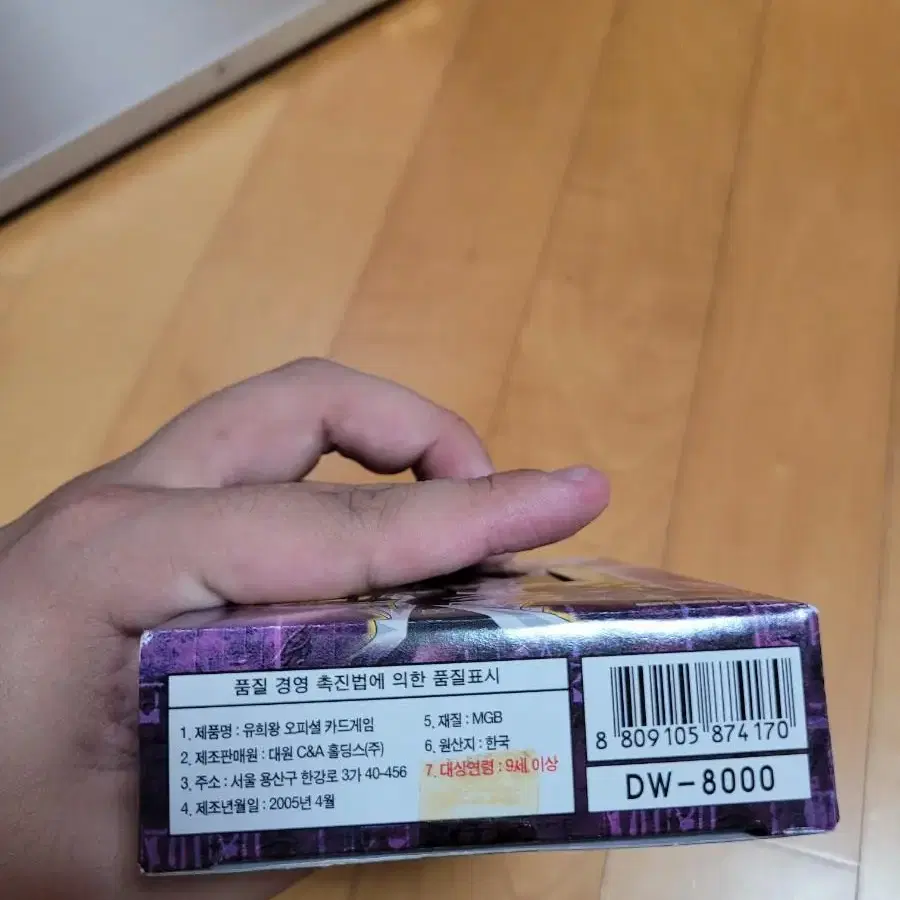 품질 경영 촉진법에 의한 품질표시
1. 제품명 : 유희왕 오피셜 카드게임
2. 제조판매원 : 대원 C&A 홀딩스(주)
3. 주소 : 서울 용산구 한강로 3가 40-456
4. 제조년월일 : 2005년 4월
5. 재질 : MGB
6. 원산지 : 한국
7. 대상연령 : 9세 이상
8 809105 874170
DW-8000